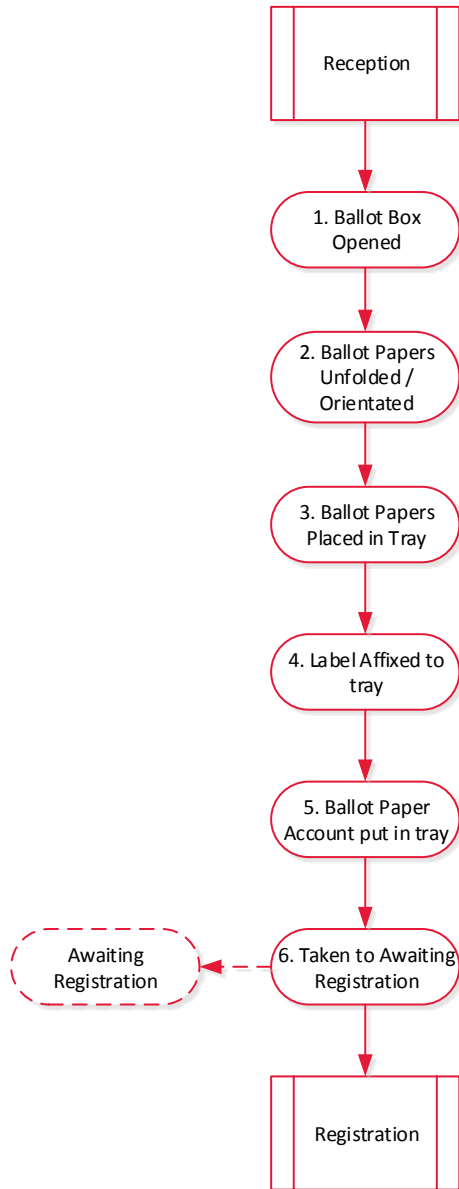 Reception
1. Ballot Box
Opened
2. Ballot Papers
Unfolded /
Orientated
3. Ballot Papers
Placed in Tray
4. Label Affixed to
tray
5. Ballot Paper
Account put in tray
Awaiting
Registration
6. Taken to Awaiting
Registration
Registration